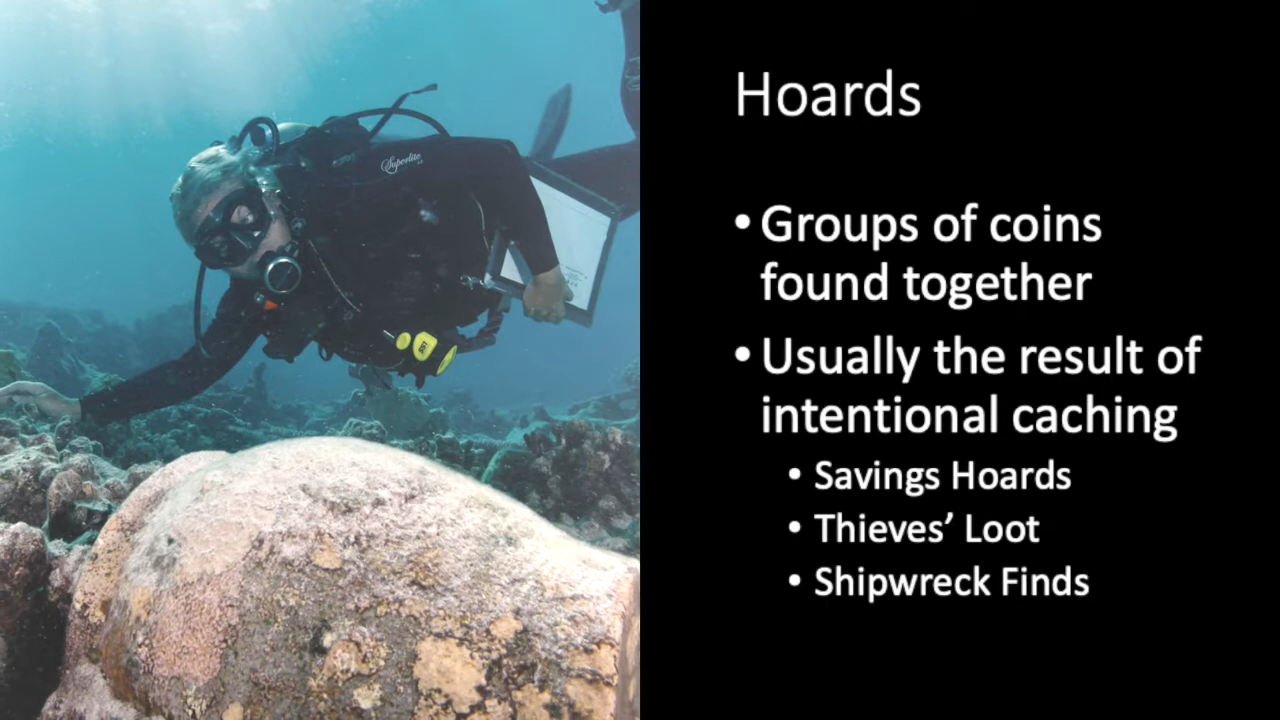 Superlite
Hoards
• Groups of coins
found together
• Usually the result of
intentional caching
• Savings Hoards
• Thieves’ Loot
• Shipwreck Finds